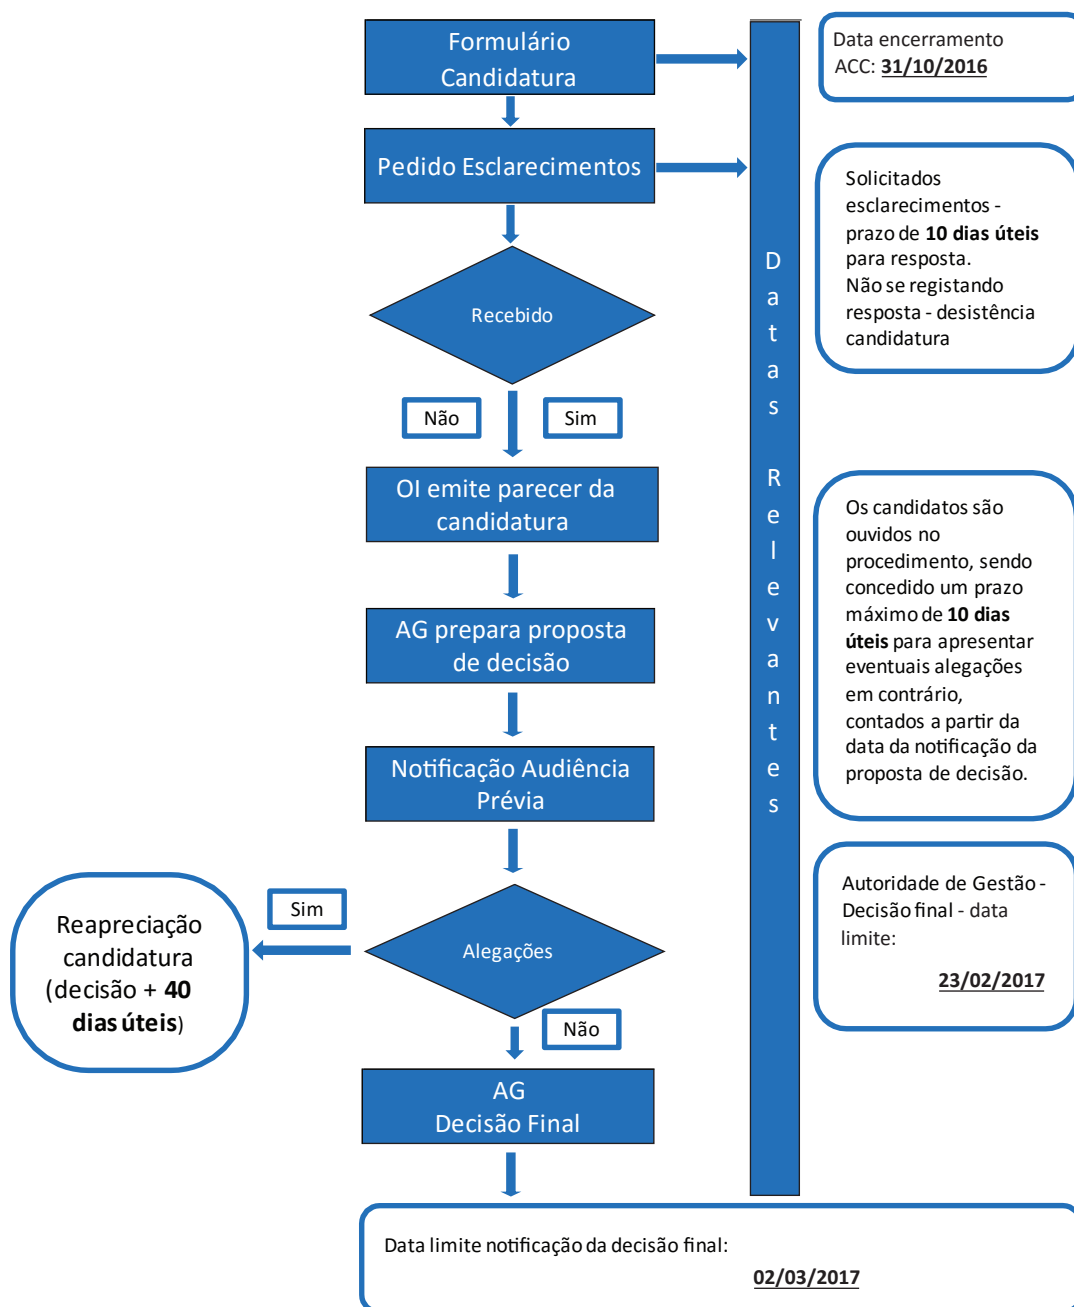 Formulário
Candidatura
Data encerramento
ACC: 31/10/2016
Pedido Esclarecimentos
Solicitados
esclarecimentos -
prazo de 10 dias úteis
para resposta.
Não se registando
resposta - desistência
candidatura
Recebido
Não
Sim
OI emite parecer da
candidatura
AG prepara proposta
de decisão
Os candidatos são
ouvidos no
procedimento, sendo
concedido um prazo
máximo de 10 dias
úteis para apresentar
eventuais alegações
em contrário,
contados a partir da
data da notificação da
proposta de decisão.
Notificação Audiência
Prévia
Datas Relevantes
Alegações
Sim
Reapreciação
candidatura
(decisão + 40
dias úteis)
Não
Autoridade de Gestão -
Decisão final - data
limite:
23/02/2017
AG
Decisão Final
Data limite notificação da decisão final:
02/03/2017